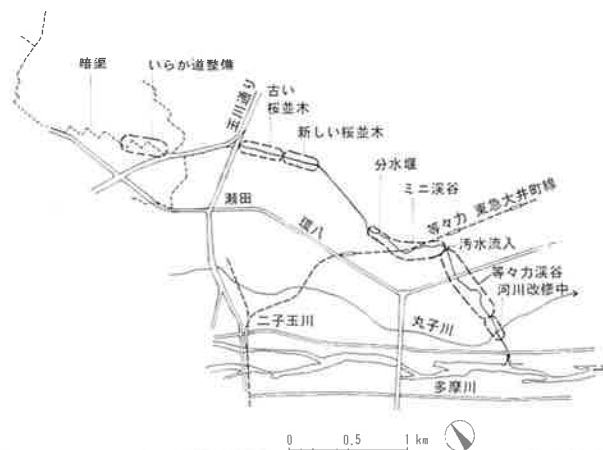 暗渠
いらか道整備
玉川通り
古い
桜並木
新しい桜並木
分水堰
ミニ渓谷
等々力
東急大井町線
瀬田
環八
汚水流入
等々力渓谷
河川改修中
二子玉川
丸子川
多摩川
0 0.5 1 km